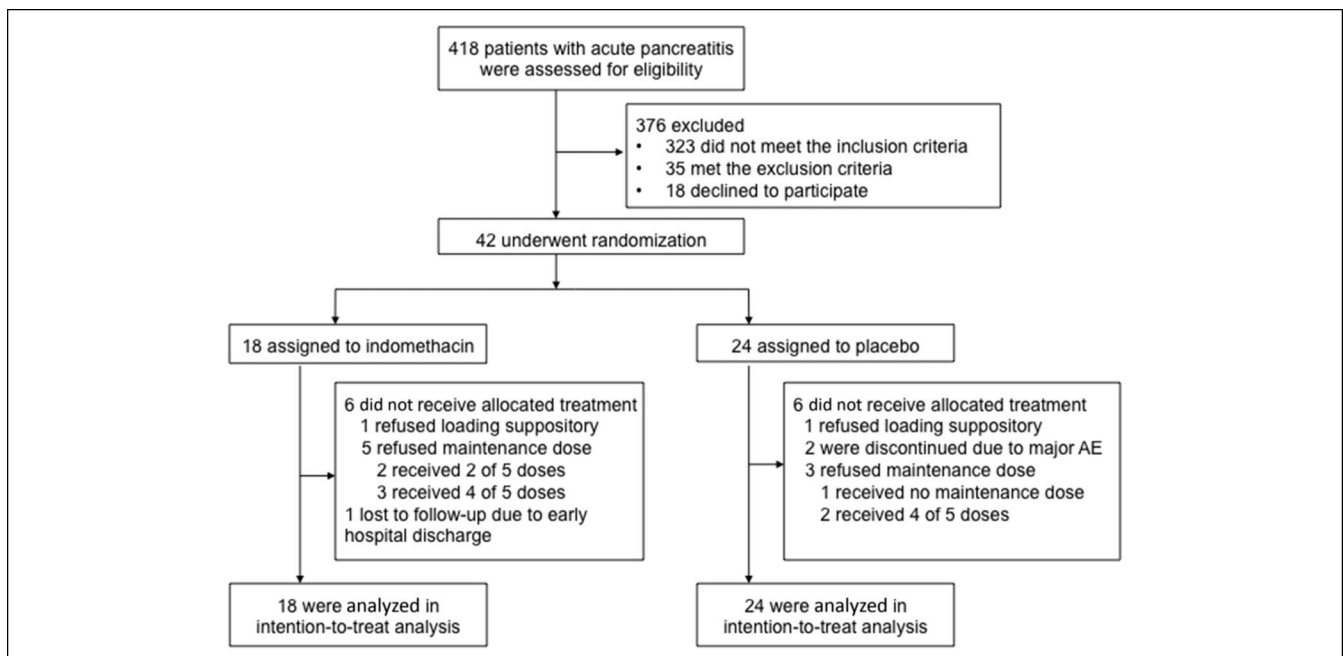 418 patients with acute pancreatitis
were assessed for eligibility
376 excluded
• 323 did not meet the inclusion criteria
• 35 met the exclusion criteria
• 18 declined to participate
42 underwent randomization
18 assigned to indomethacin
24 assigned to placebo
6 did not receive allocated treatment
1 refused loading suppository
5 refused maintenance dose
2 received 2 of 5 doses
3 received 4 of 5 doses
1 lost to follow-up due to early
hospital discharge
6 did not receive allocated treatment
1 refused loading suppository
2 were discontinued due to major AE
3 refused maintenance dose
1 received no maintenance dose
2 received 4 of 5 doses
18 were analyzed in
intention-to-treat analysis
24 were analyzed in
intention-to-treat analysis